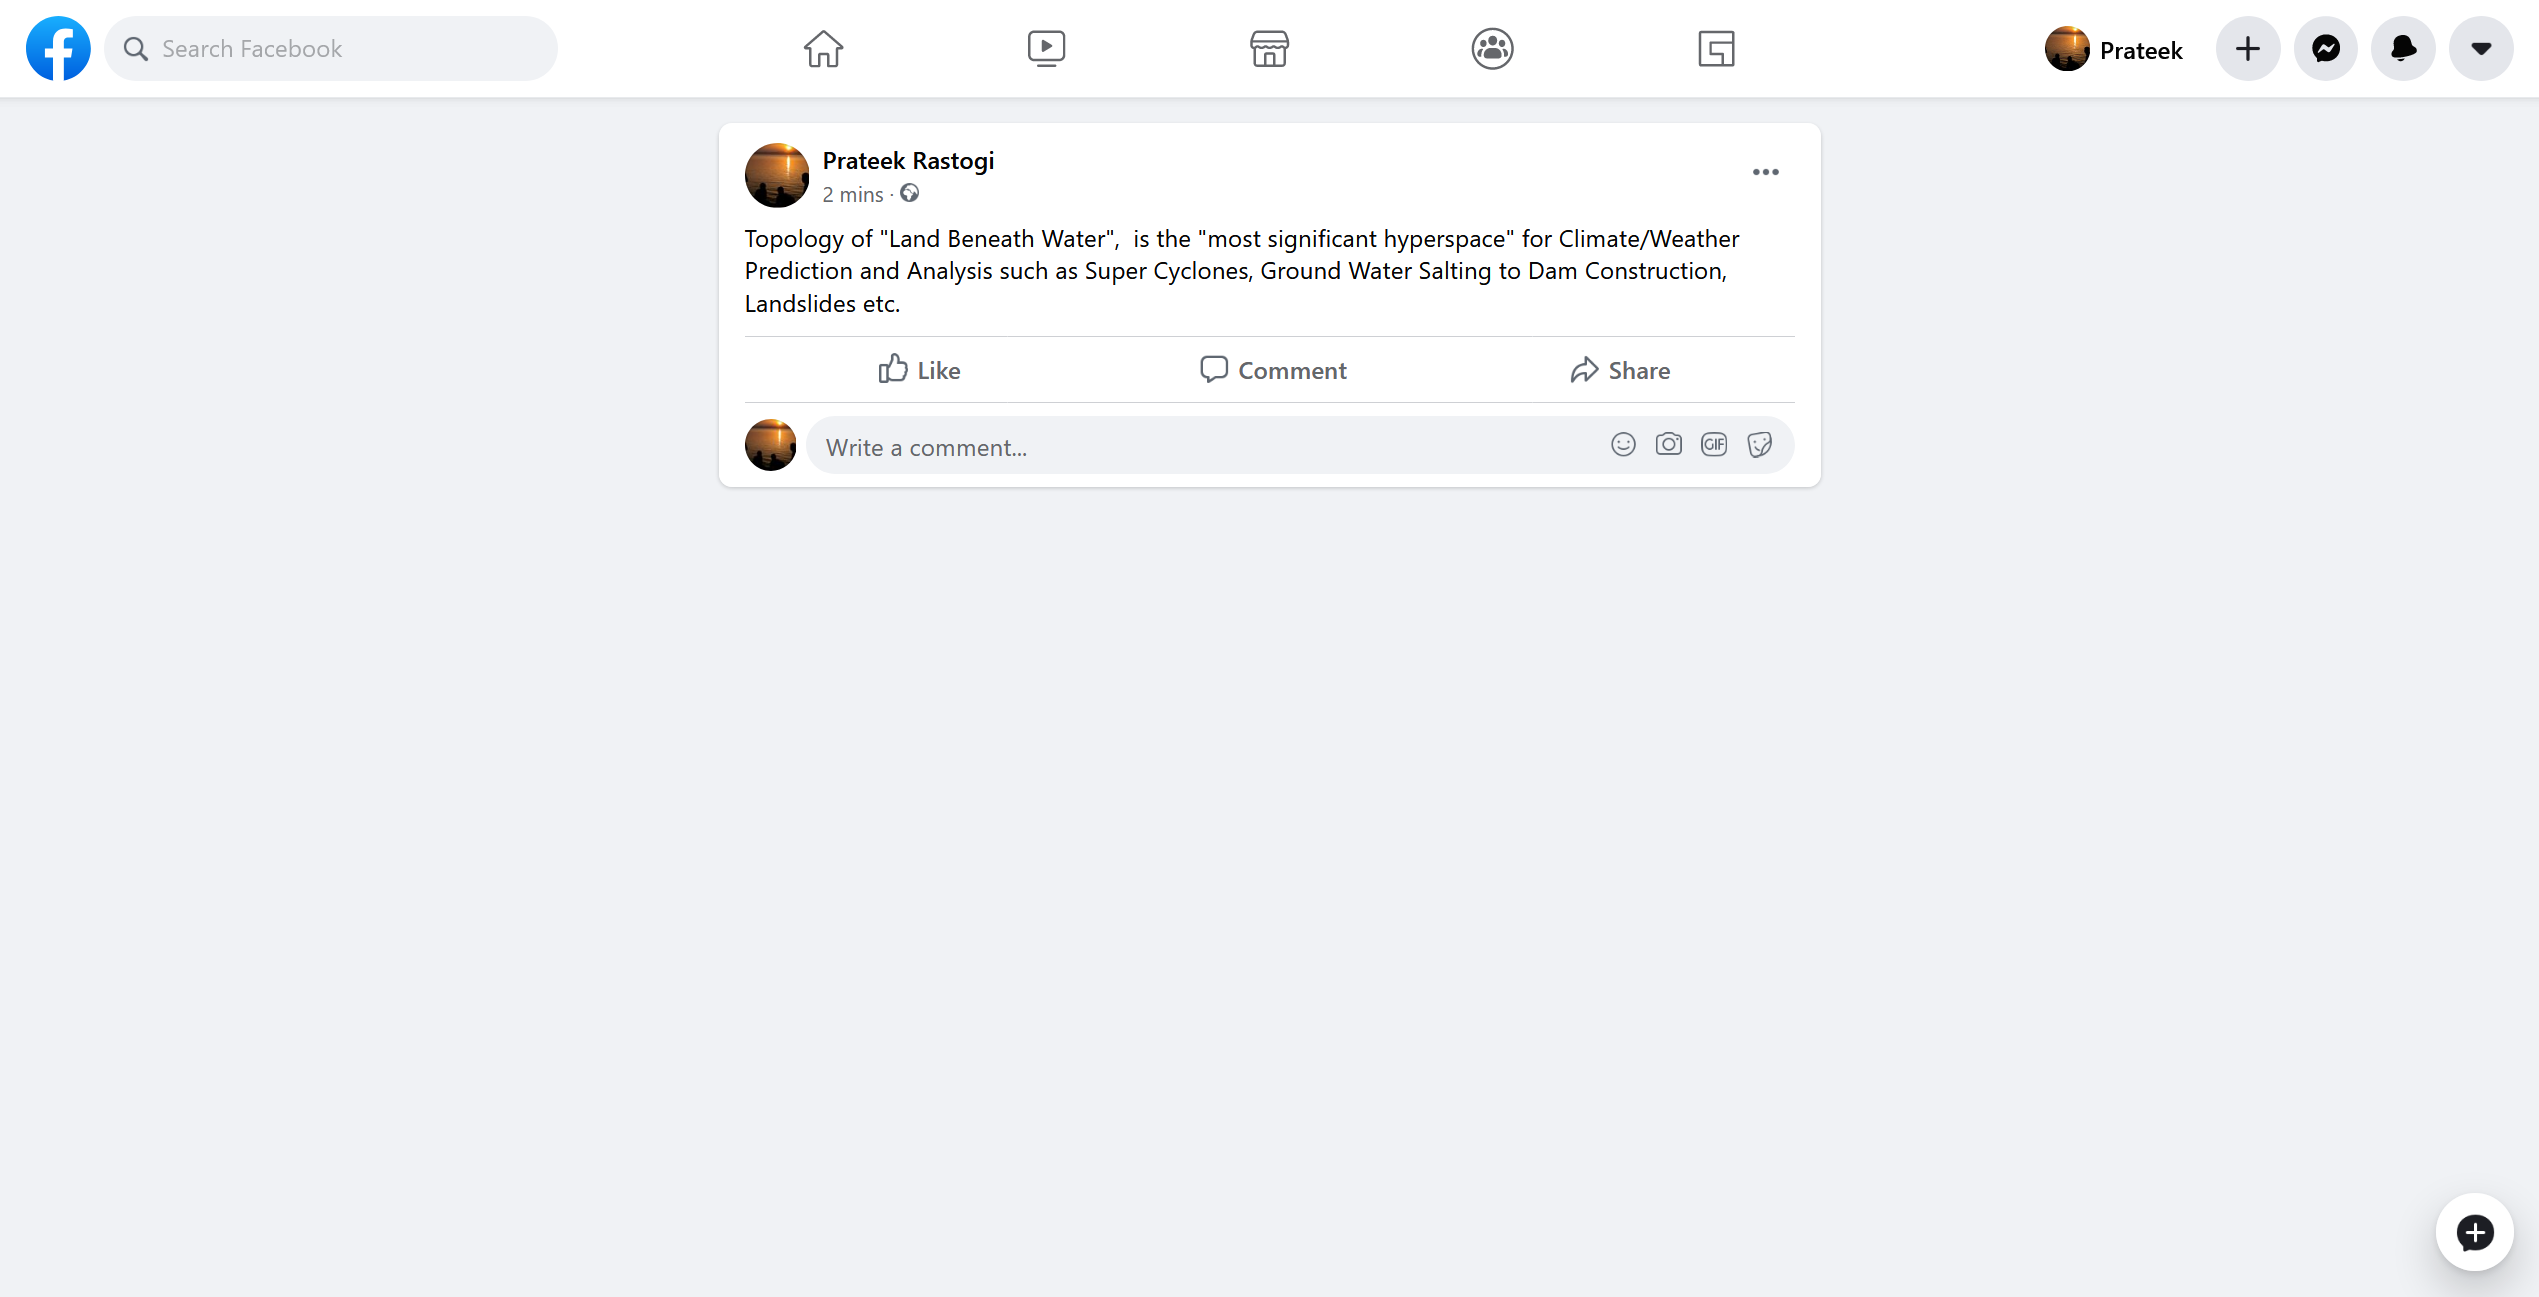 Search Facebook
Prateek
Prateek Rastogi
2 mins ·
Topology of "Land Beneath Water",  is the "most significant hyperspace" for Climate/Weather
Prediction and Analysis such as Super Cyclones, Ground Water Salting to Dam Construction,
Landslides etc.
Like
Comment
Share
Write a comment...
GIF